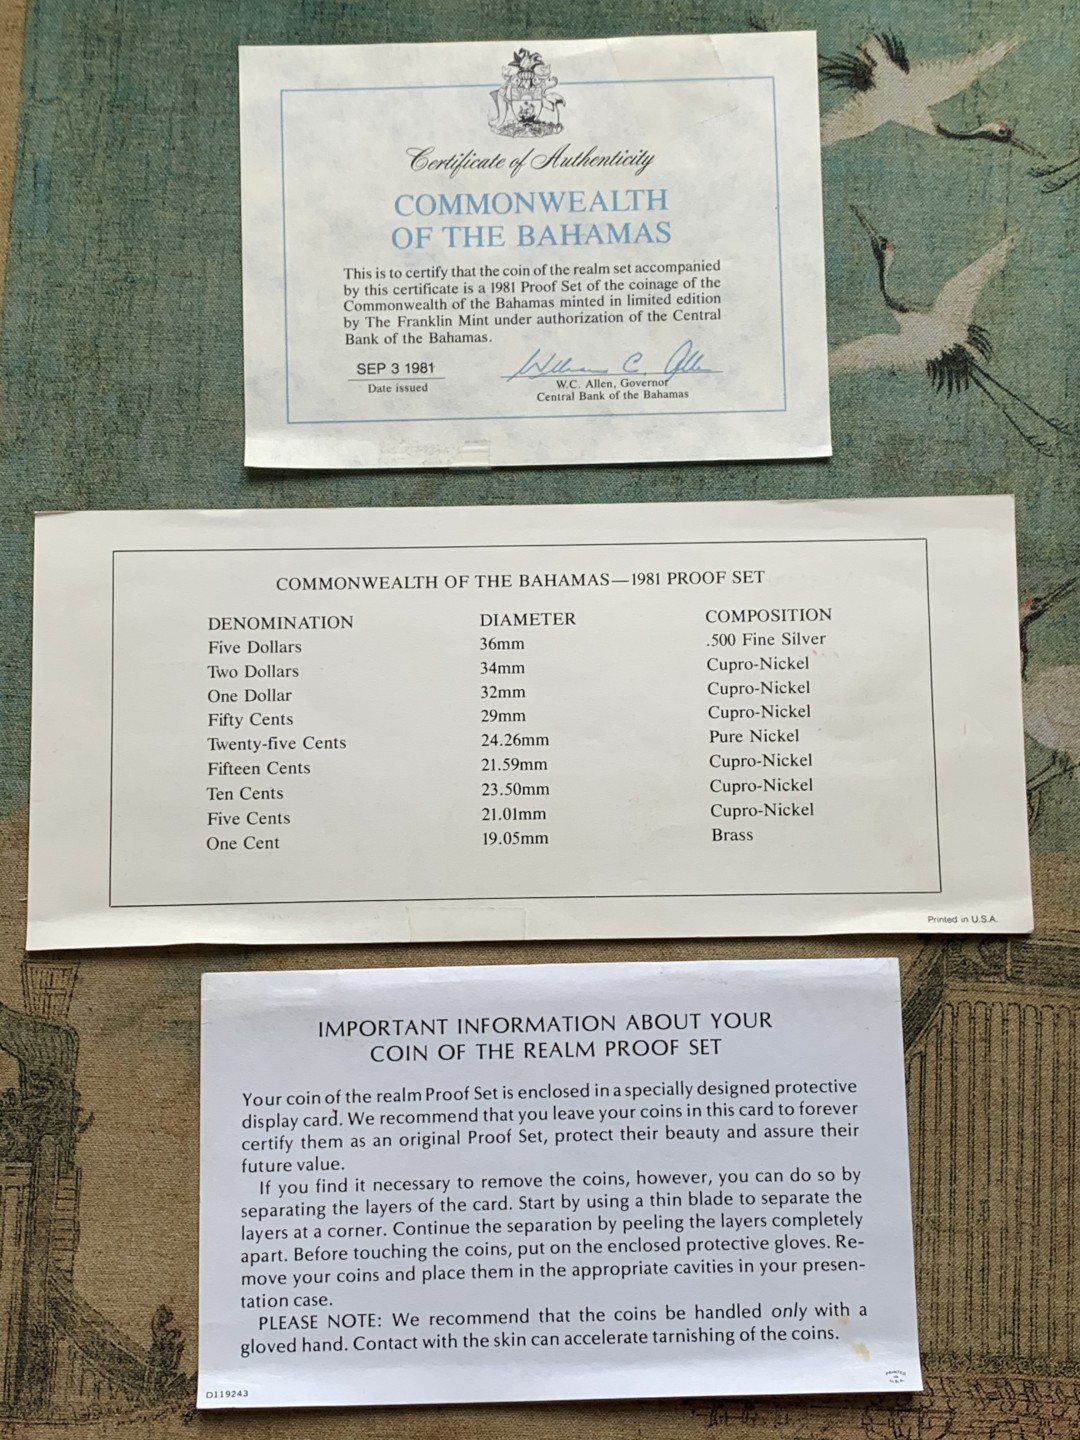 Certificate of Authenticity
COMMONWEALTH
OF THE BAHAMAS
This is to certify that the coin of the realm set accompanied
by this certificate is a 1981 Proof Set of the coinage of the
Commonwealth of the Bahamas minted in limited edition
by The Franklin Mint under authorization of the Central
Bank of the Bahamas.
SEP 3 1981
Date issued
William C. Allen
W.C. Allen, Governor
Central Bank of the Bahamas
COMMONWEALTH OF THE BAHAMAS—1981 PROOF SET
DENOMINATION DIAMETER COMPOSITION
Five Dollars 36mm .500 Fine Silver
Two Dollars 34mm Cupro-Nickel
One Dollar 32mm Cupro-Nickel
Fifty Cents 29mm Cupro-Nickel
Twenty-five Cents 24.26mm Pure Nickel
Fifteen Cents 21.59mm Cupro-Nickel
Ten Cents 23.50mm Cupro-Nickel
Five Cents 21.01mm Cupro-Nickel
One Cent 19.05mm Brass
Printed in U.S.A.
IMPORTANT INFORMATION ABOUT YOUR
COIN OF THE REALM PROOF SET
Your coin of the realm Proof Set is enclosed in a specially designed protective
display card. We recommend that you leave your coins in this card to forever
certify them as an original Proof Set, protect their beauty and assure their
future value.
If you find it necessary to remove the coins, however, you can do so by
separating the layers of the card. Start by using a thin blade to separate the
layers at a corner. Continue the separation by peeling the layers completely
apart. Before touching the coins, put on the enclosed protective gloves. Re-
move your coins and place them in the appropriate cavities in your presen-
tation case.
PLEASE NOTE: We recommend that the coins be handled only with a
gloved hand. Contact with the skin can accelerate tarnishing of the coins.
D119243
PRINTED
IN
U.S.A.